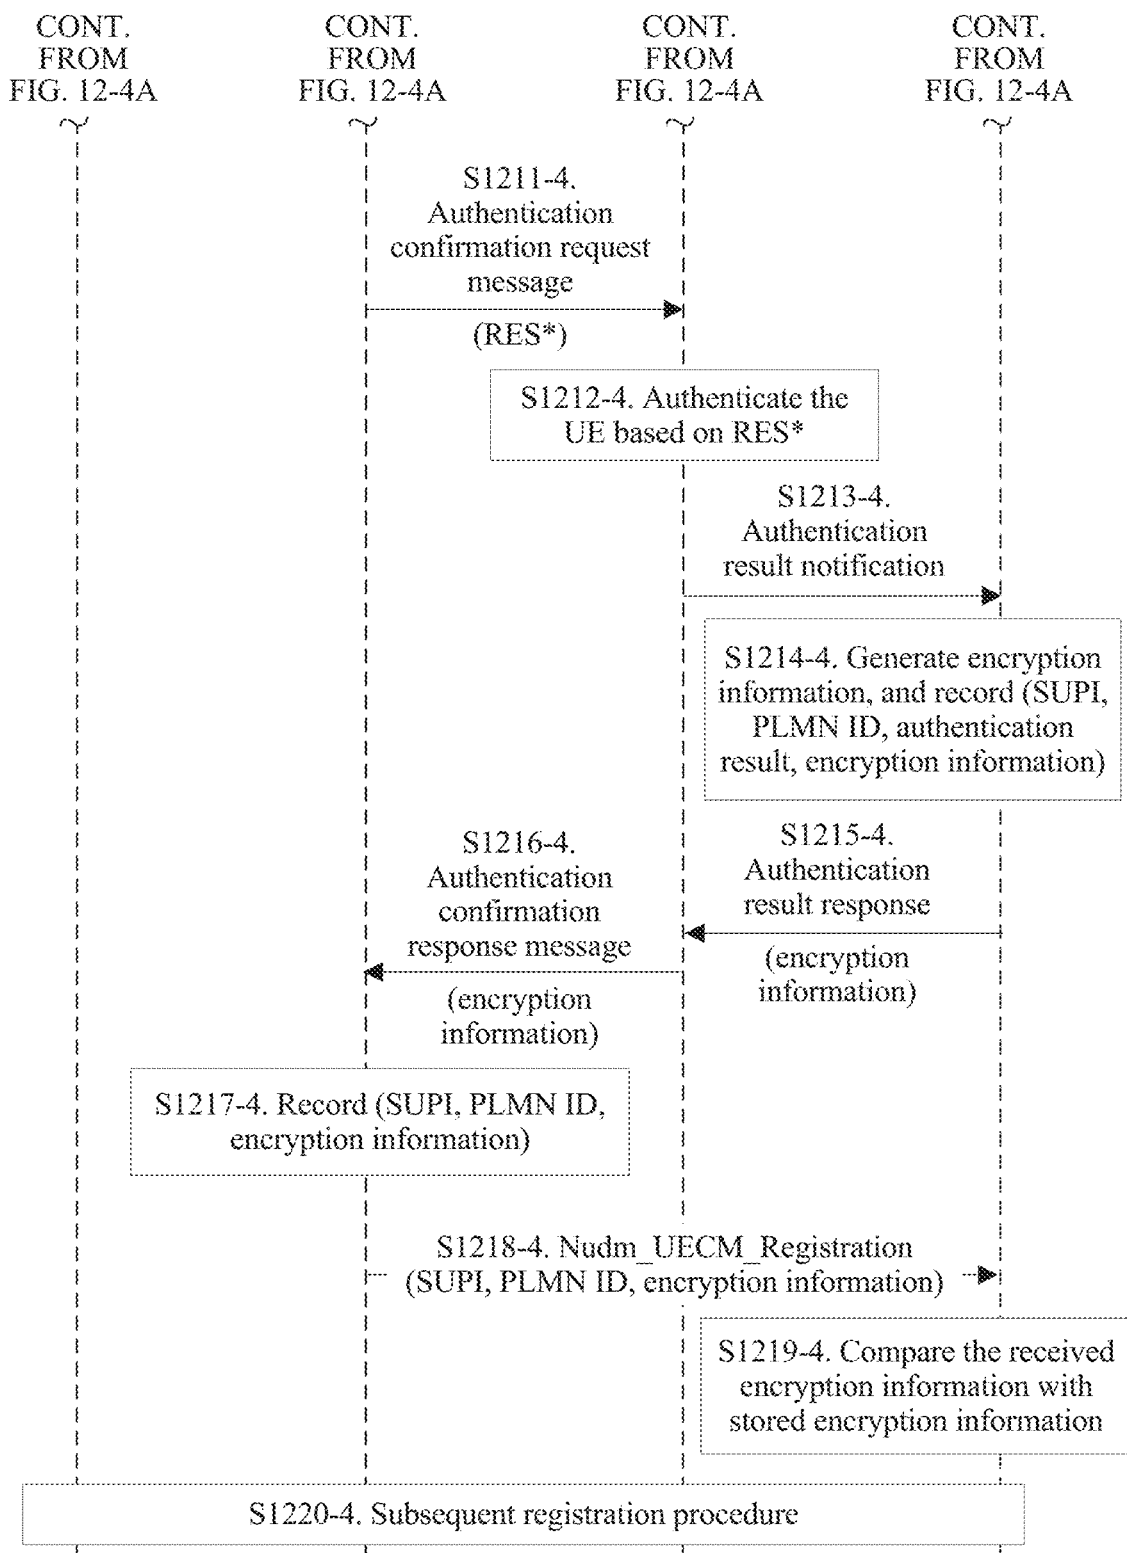 CONT.
FROM
FIG. 12-4A
CONT.
FROM
FIG. 12-4A
CONT.
FROM
FIG. 12-4A
CONT.
FROM
FIG. 12-4A
S1211-4.
Authentication
confirmation request
message
(RES*)
S1212-4. Authenticate the
UE based on RES*
S1213-4.
Authentication
result notification
S1214-4. Generate encryption
information, and record (SUPI,
PLMN ID, authentication
result, encryption information)
S1215-4.
Authentication
result response
(encryption
information)
S1216-4.
Authentication
confirmation
response message
(encryption
information)
S1217-4. Record (SUPI, PLMN ID,
encryption information)
S1218-4. Nudm_UECM_Registration
(SUPI, PLMN ID, encryption information)
S1219-4. Compare the received
encryption information with
stored encryption information
S1220-4. Subsequent registration procedure